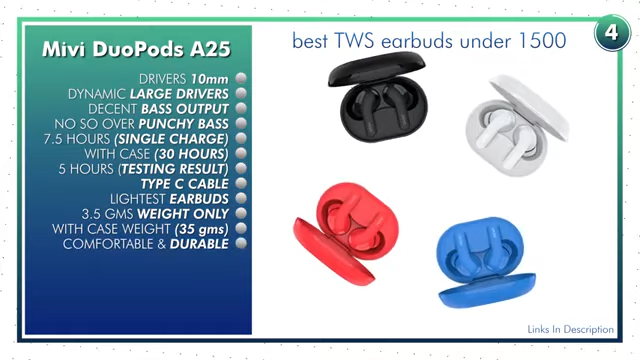 Mivi DuoPods A25
best TWS earbuds under 1500
4
DRIVERS 10mm
DYNAMIC LARGE DRIVERS
DECENT BASS OUTPUT
NO SO OVER PUNCHY BASS
7.5 HOURS (SINGLE CHARGE)
WITH CASE (30 HOURS)
5 HOURS (TESTING RESULT)
TYPE C CABLE
LIGHTEST EARBUDS
3.5 GMS WEIGHT ONLY
WITH CASE WEIGHT (35 gms)
COMFORTABLE & DURABLE
Links In Description